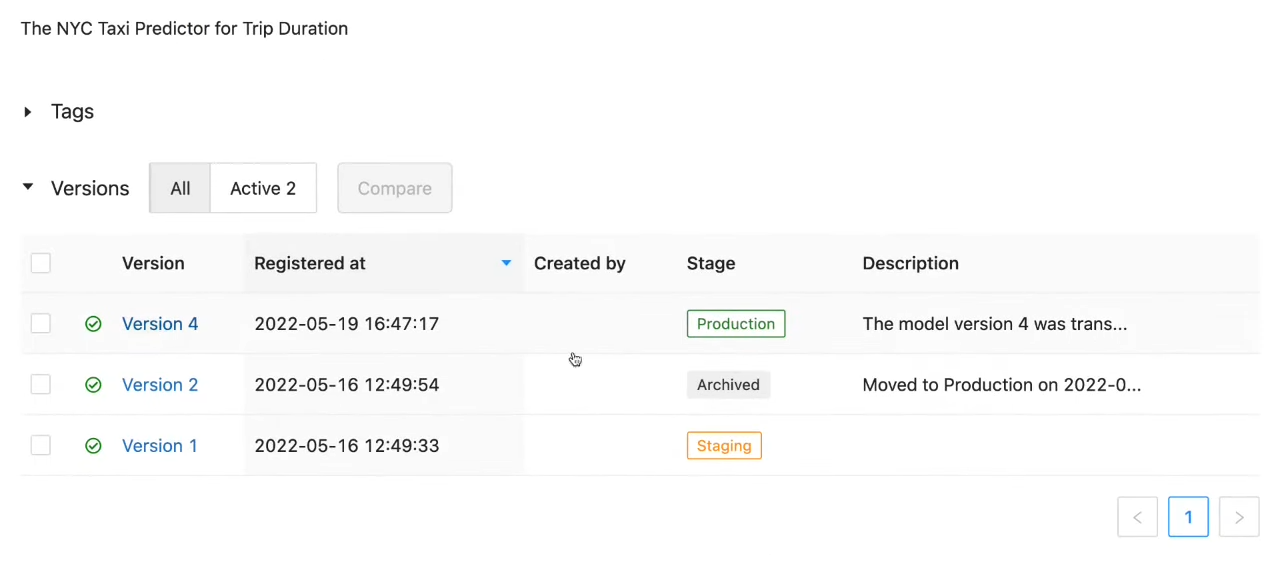 The NYC Taxi Predictor for Trip Duration
Tags
Versions All Active 2 Compare
Version Registered at Created by Stage Description
Version 4 2022-05-19 16:47:17 Production The model version 4 was trans...
Version 2 2022-05-16 12:49:54 Archived Moved to Production on 2022-0...
Version 1 2022-05-16 12:49:33 Staging
< 1 >